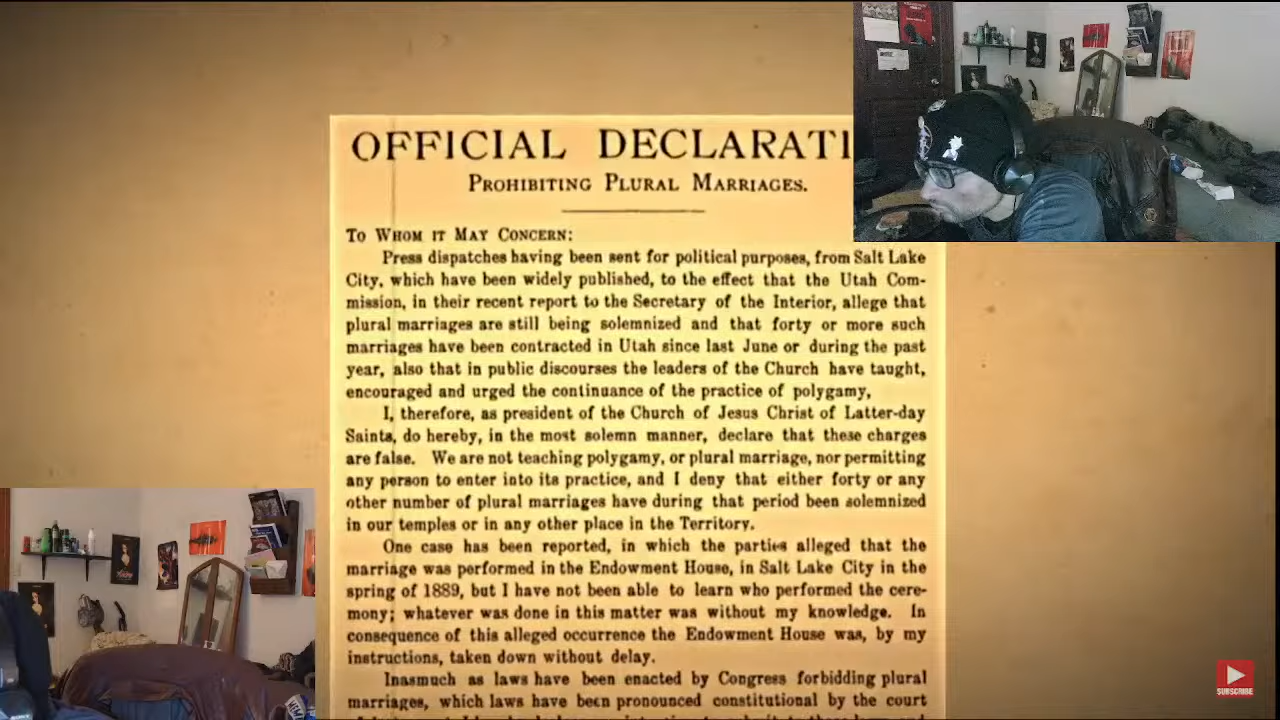 OFFICIAL DECLARATI
PROHIBITING PLURAL MARRIAGES.
TO WHOM IT MAY CONCERN:
Press dispatches having been sent for political purposes, from Salt Lake
City, which have been widely published, to the effect that the Utah Com-
mission, in their recent report to the Secretary of the Interior, allege that
plural marriages are still being solemnized and that forty or more such
marriages have been contracted in Utah since last June or during the past
year, also that in public discourses the leaders of the Church have taught,
encouraged and urged the continuance of the practice of polygamy,
I, therefore, as president of the Church of Jesus Christ of Latter-day
Saints, do hereby, in the most solemn manner, declare that these charges
are false. We are not teaching polygamy, or plural marriage, nor permitting
any person to enter into its practice, and I deny that either forty or any
other number of plural marriages have during that period been solemnized
in our temples or in any other place in the Territory.
One case has been reported, in which the parties alleged that the
marriage was performed in the Endowment House, in Salt Lake City in the
spring of 1889, but I have not been able to learn who performed the cere-
mony; whatever was done in this matter was without my knowledge. In
consequence of this alleged occurrence the Endowment House was, by my
instructions, taken down without delay.
Inasmuch as laws have been enacted by Congress forbidding plural
marriages, which laws have been pronounced constitutional by the court
SUBSCRIBE